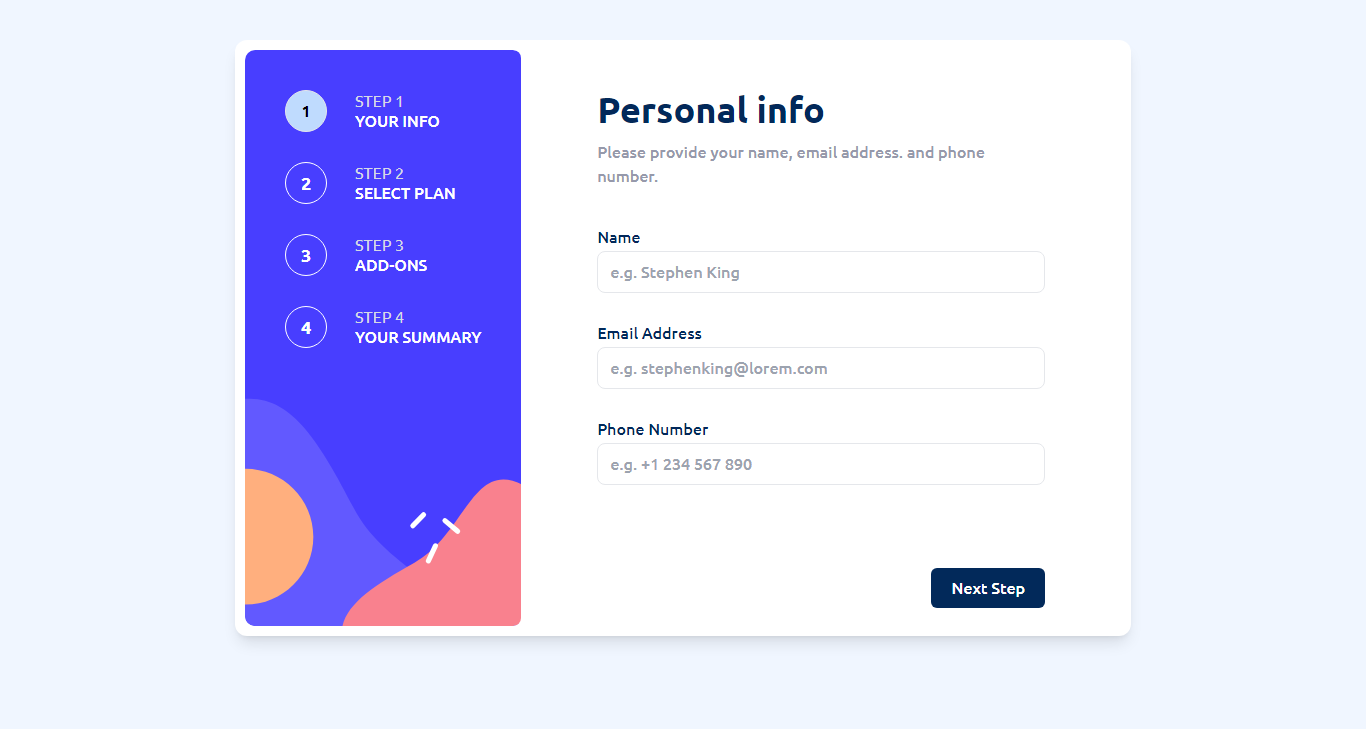 1
STEP 1
YOUR INFO
2
STEP 2
SELECT PLAN
3
STEP 3
ADD-ONS
4
STEP 4
YOUR SUMMARY
Personal info
Please provide your name, email address. and phone
number.
Name
e.g. Stephen King
Email Address
e.g. stephenking@lorem.com
Phone Number
e.g. +1 234 567 890
Next Step